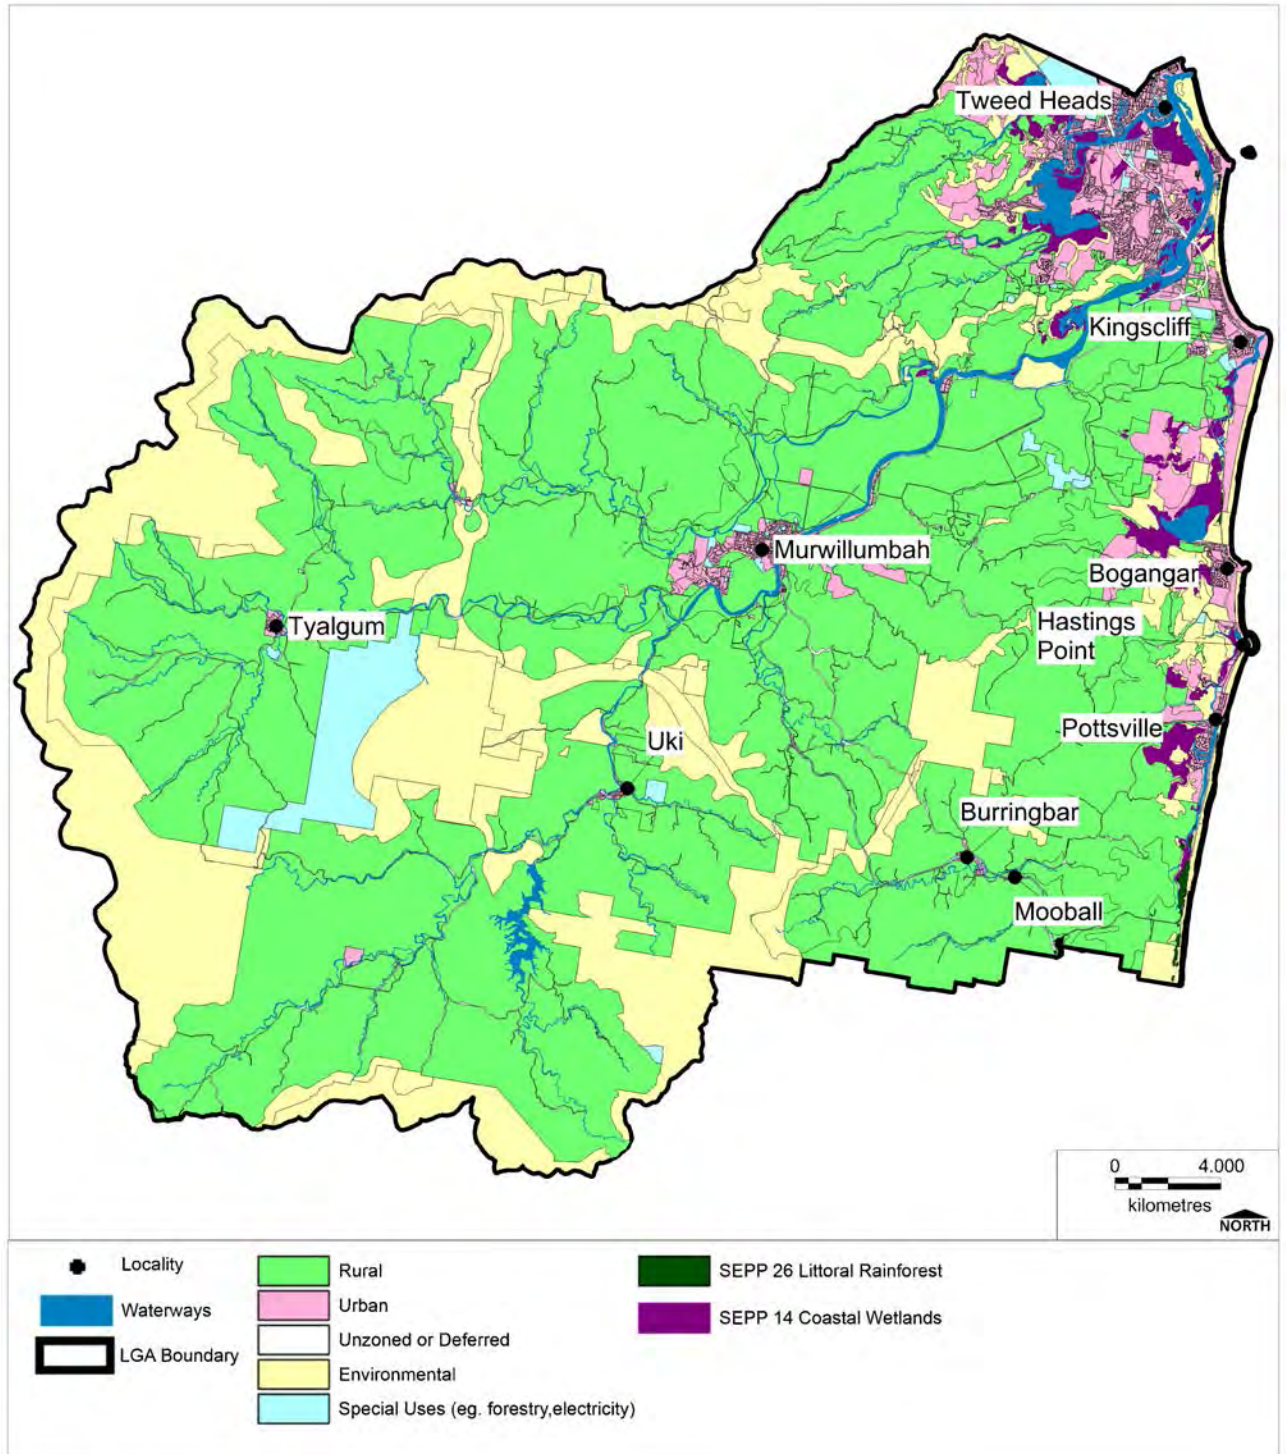 Tweed Heads
Kingscliff
Murwillumbah
Bogangar
Hastings
Point
Tyalgum
Pottsville
Uki
Burringbar
Mooball
0 4.000
kilometres
NORTH
Locality
Waterways
LGA Boundary
Rural
Urban
Unzoned or Deferred
Environmental
Special Uses (eg. forestry,electricity)
SEPP 26 Littoral Rainforest
SEPP 14 Coastal Wetlands